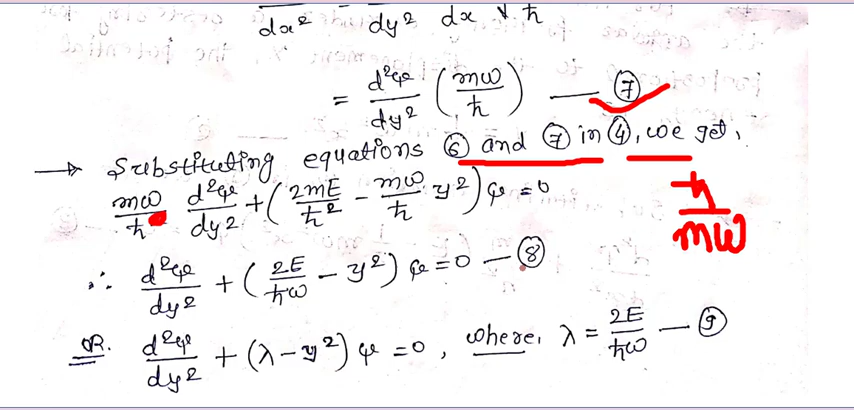 dx² dy² dx √ ħ
= d²φ/dy² (mω/ħ) — ⑦
→ Substituting equations ⑥ and ⑦ in ④, we get,
mω/ħ d²φ/dy² + (2mE/ħ² - mω/ħ y²) φ = 0
ħ/mω
∴ d²φ/dy² + (2E/ħω - y²) φ = 0 — ⑧
OR. d²φ/dy² + (λ - y²) φ = 0, where, λ = 2E/ħω — ⑨